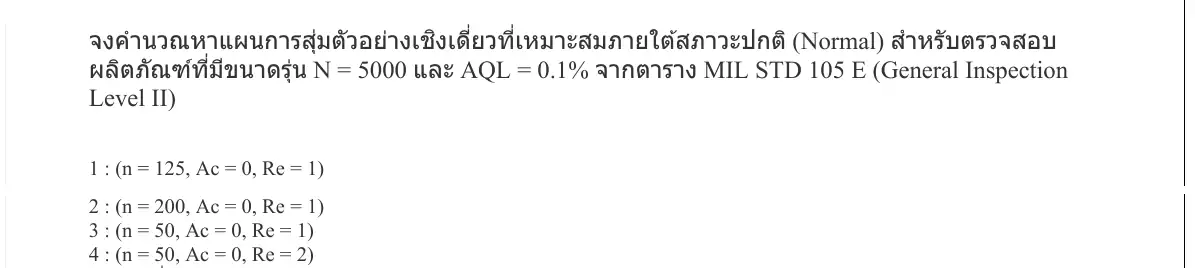 จงคำนวณหาแผนการสุ่มตัวอย่างเชิงเดี่ยวที่เหมาะสมภายใต้สภาวะปกติ (Normal) สำหรับตรวจสอบ
ผลิตภัณฑ์ที่มีขนาดรุ่น N = 5000 และ AQL = 0.1% จากตาราง MIL STD 105 E (General Inspection
Level II)
1 : (n = 125, Ac = 0, Re = 1)
2 : (n = 200, Ac = 0, Re = 1)
3 : (n = 50, Ac = 0, Re = 1)
4 : (n = 50, Ac = 0, Re = 2)